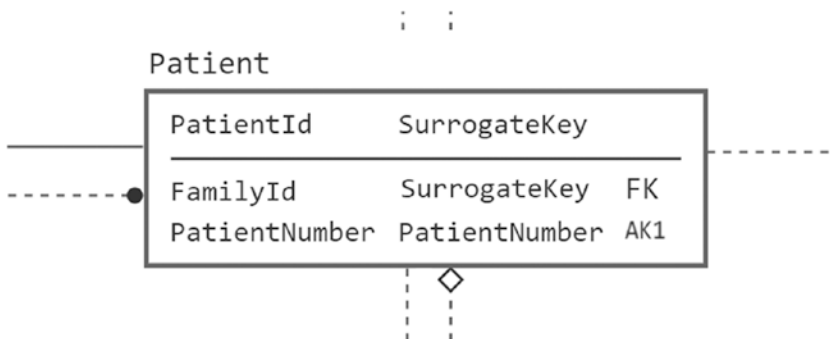 Patient
PatientId SurrogateKey
FamilyId SurrogateKey FK
PatientNumber PatientNumber AK1